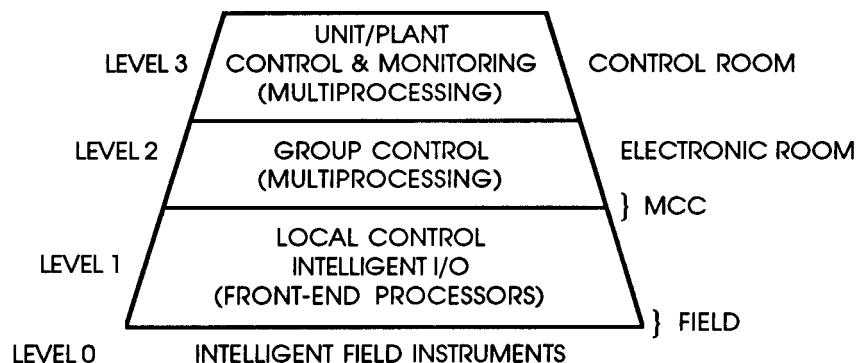 UNIT/PLANT
LEVEL 3 CONTROL & MONITORING CONTROL ROOM
(MULTIPROCESSING)
LEVEL 2 GROUP CONTROL ELECTRONIC ROOM
(MULTIPROCESSING)
} MCC
LOCAL CONTROL
LEVEL 1 INTELLIGENT I/O
(FRONT-END PROCESSORS)
} FIELD
LEVEL 0 INTELLIGENT FIELD INSTRUMENTS